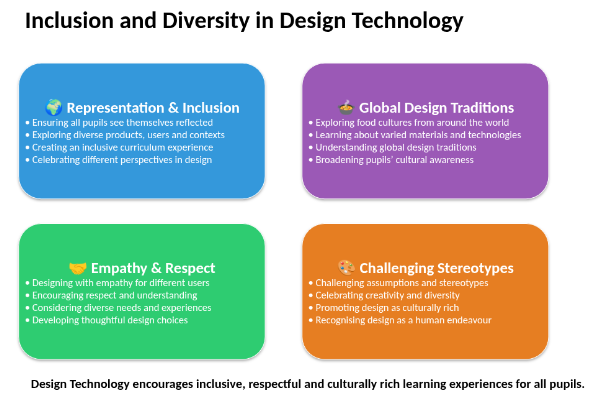 Inclusion and Diversity in Design Technology
🌍 Representation & Inclusion
• Ensuring all pupils see themselves reflected
• Exploring diverse products, users and contexts
• Creating an inclusive curriculum experience
• Celebrating different perspectives in design
🍲 Global Design Traditions
• Exploring food cultures from around the world
• Learning about varied materials and technologies
• Understanding global design traditions
• Broadening pupils’ cultural awareness
🤝 Empathy & Respect
• Designing with empathy for different users
• Encouraging respect and understanding
• Considering diverse needs and experiences
• Developing thoughtful design choices
🎨 Challenging Stereotypes
• Challenging assumptions and stereotypes
• Celebrating creativity and diversity
• Promoting design as culturally rich
• Recognising design as a human endeavour
Design Technology encourages inclusive, respectful and culturally rich learning experiences for all pupils.